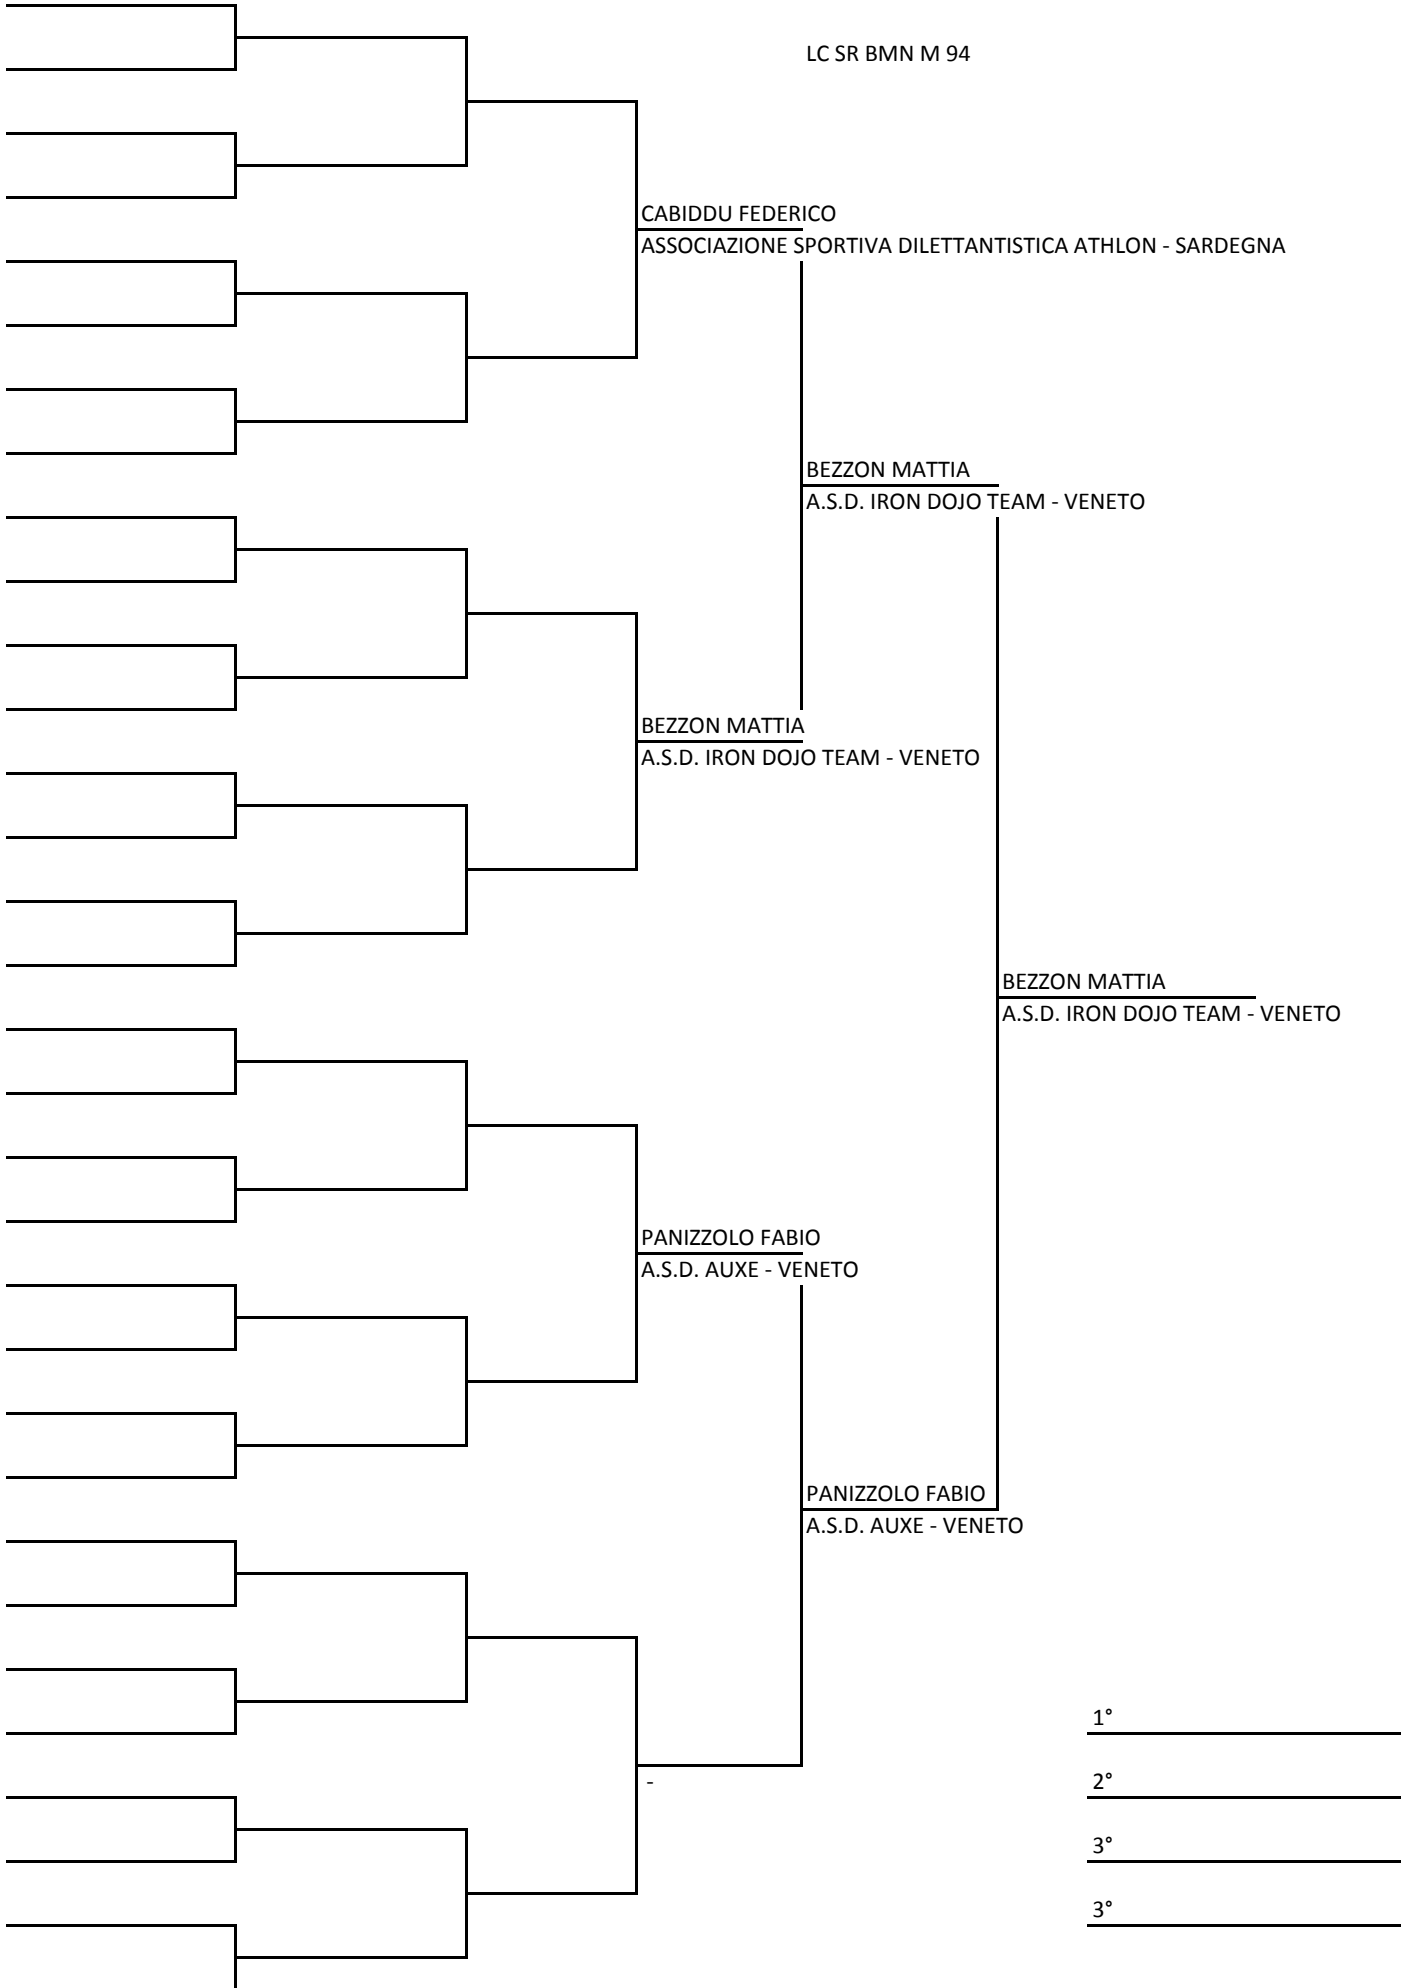 LC SR BMN M 94
CABIDDU FEDERICO
ASSOCIAZIONE SPORTIVA DILETTANTISTICA ATHLON - SARDEGNA
BEZZON MATTIA
A.S.D. IRON DOJO TEAM - VENETO
BEZZON MATTIA
A.S.D. IRON DOJO TEAM - VENETO
BEZZON MATTIA
A.S.D. IRON DOJO TEAM - VENETO
PANIZZOLO FABIO
A.S.D. AUXE - VENETO
PANIZZOLO FABIO
A.S.D. AUXE - VENETO
1°
-
2°
3°
3°